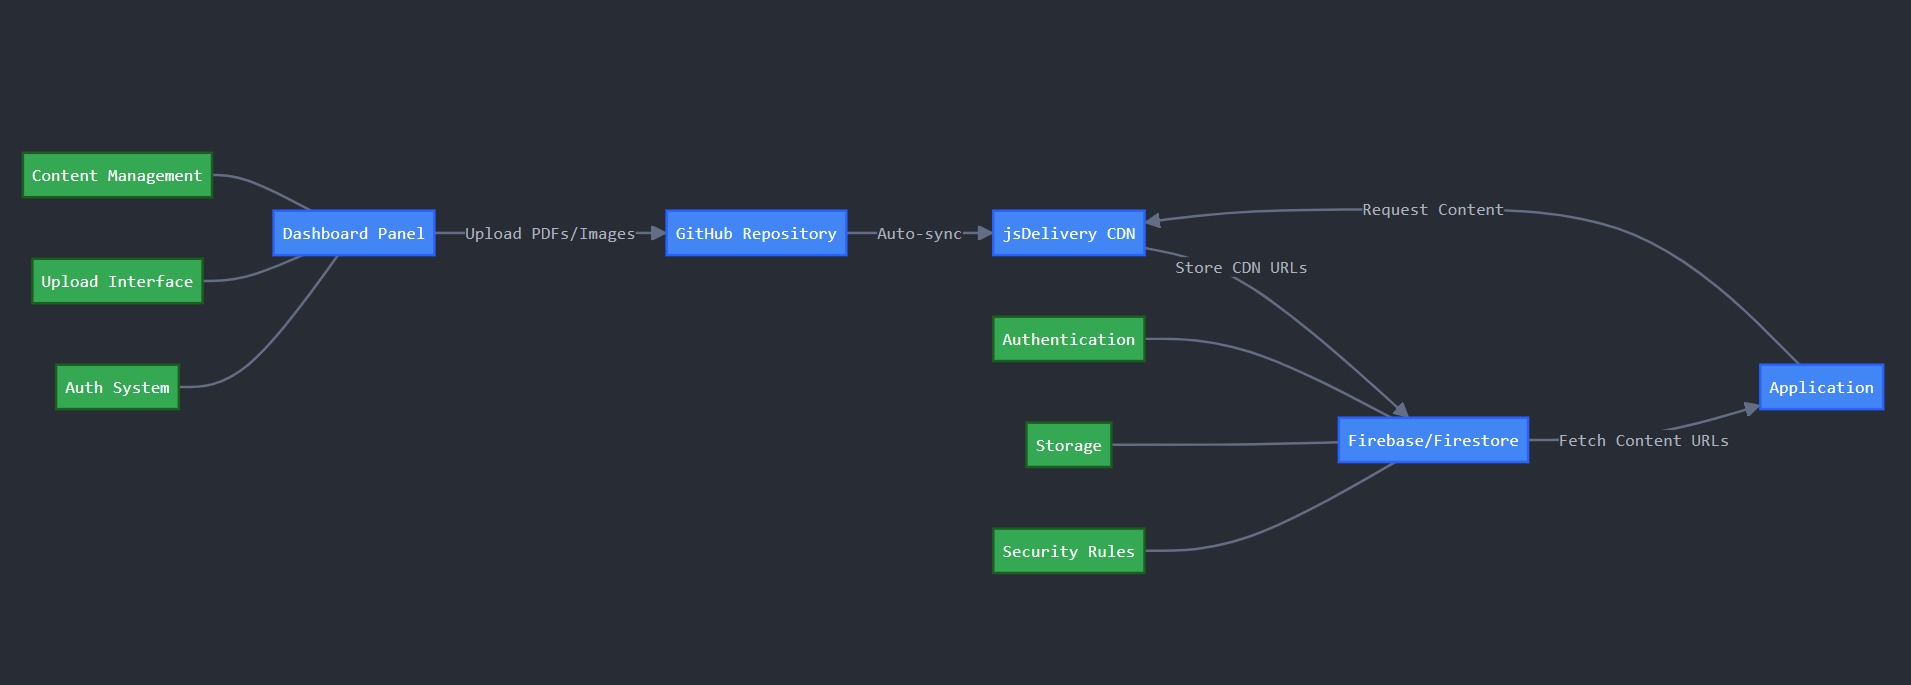 Content Management
Upload Interface
Auth System
Dashboard Panel
Upload PDFs/Images
GitHub Repository
Auto-sync
jsDelivery CDN
Request Content
Store CDN URLs
Authentication
Storage
Security Rules
Firebase/Firestore
Fetch Content URLs
Application